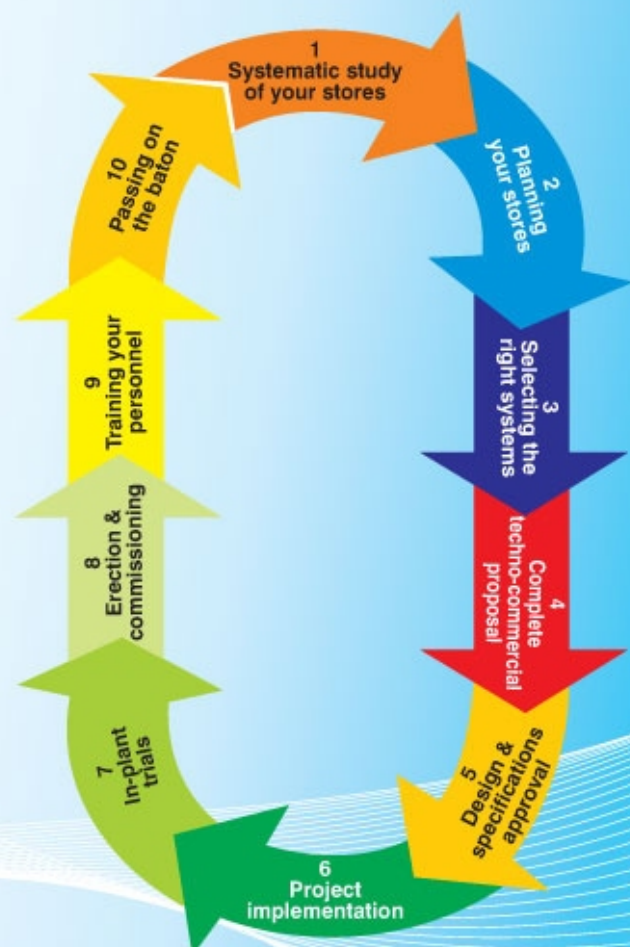 1
Systematic study
of your stores
2
Planning
your stores
3
Selecting the
right systems
4
Complete
techno-commercial
proposal
5
Design &
specifications
approval
6
Project
implementation
7
In-plant
trials
8
Erection &
commissioning
9
Training your
personnel
10
Passing on
the baton